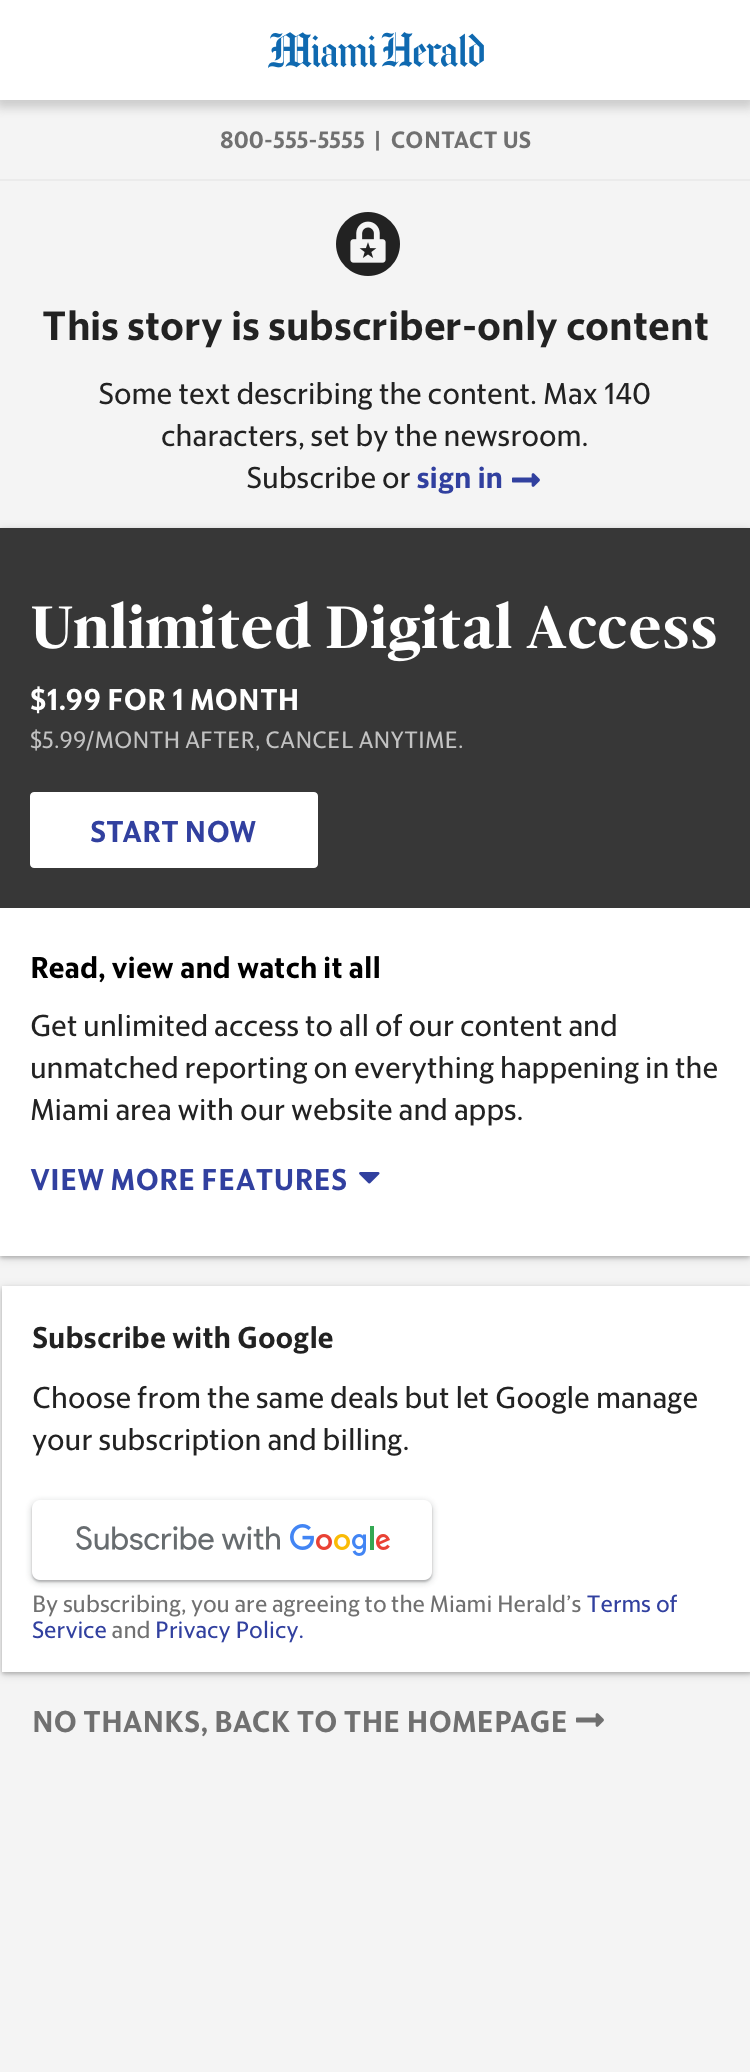 Miami Herald
800-555-5555 | CONTACT US
This story is subscriber-only content
Some text describing the content. Max 140
characters, set by the newsroom.
Subscribe or sign in →
Unlimited Digital Access
$1.99 FOR 1 MONTH
$5.99/MONTH AFTER, CANCEL ANYTIME.
START NOW
Read, view and watch it all
Get unlimited access to all of our content and
unmatched reporting on everything happening in the
Miami area with our website and apps.
VIEW MORE FEATURES
Subscribe with Google
Choose from the same deals but let Google manage
your subscription and billing.
Subscribe with Google
By subscribing, you are agreeing to the Miami Herald’s Terms of
Service and Privacy Policy.
NO THANKS, BACK TO THE HOMEPAGE →